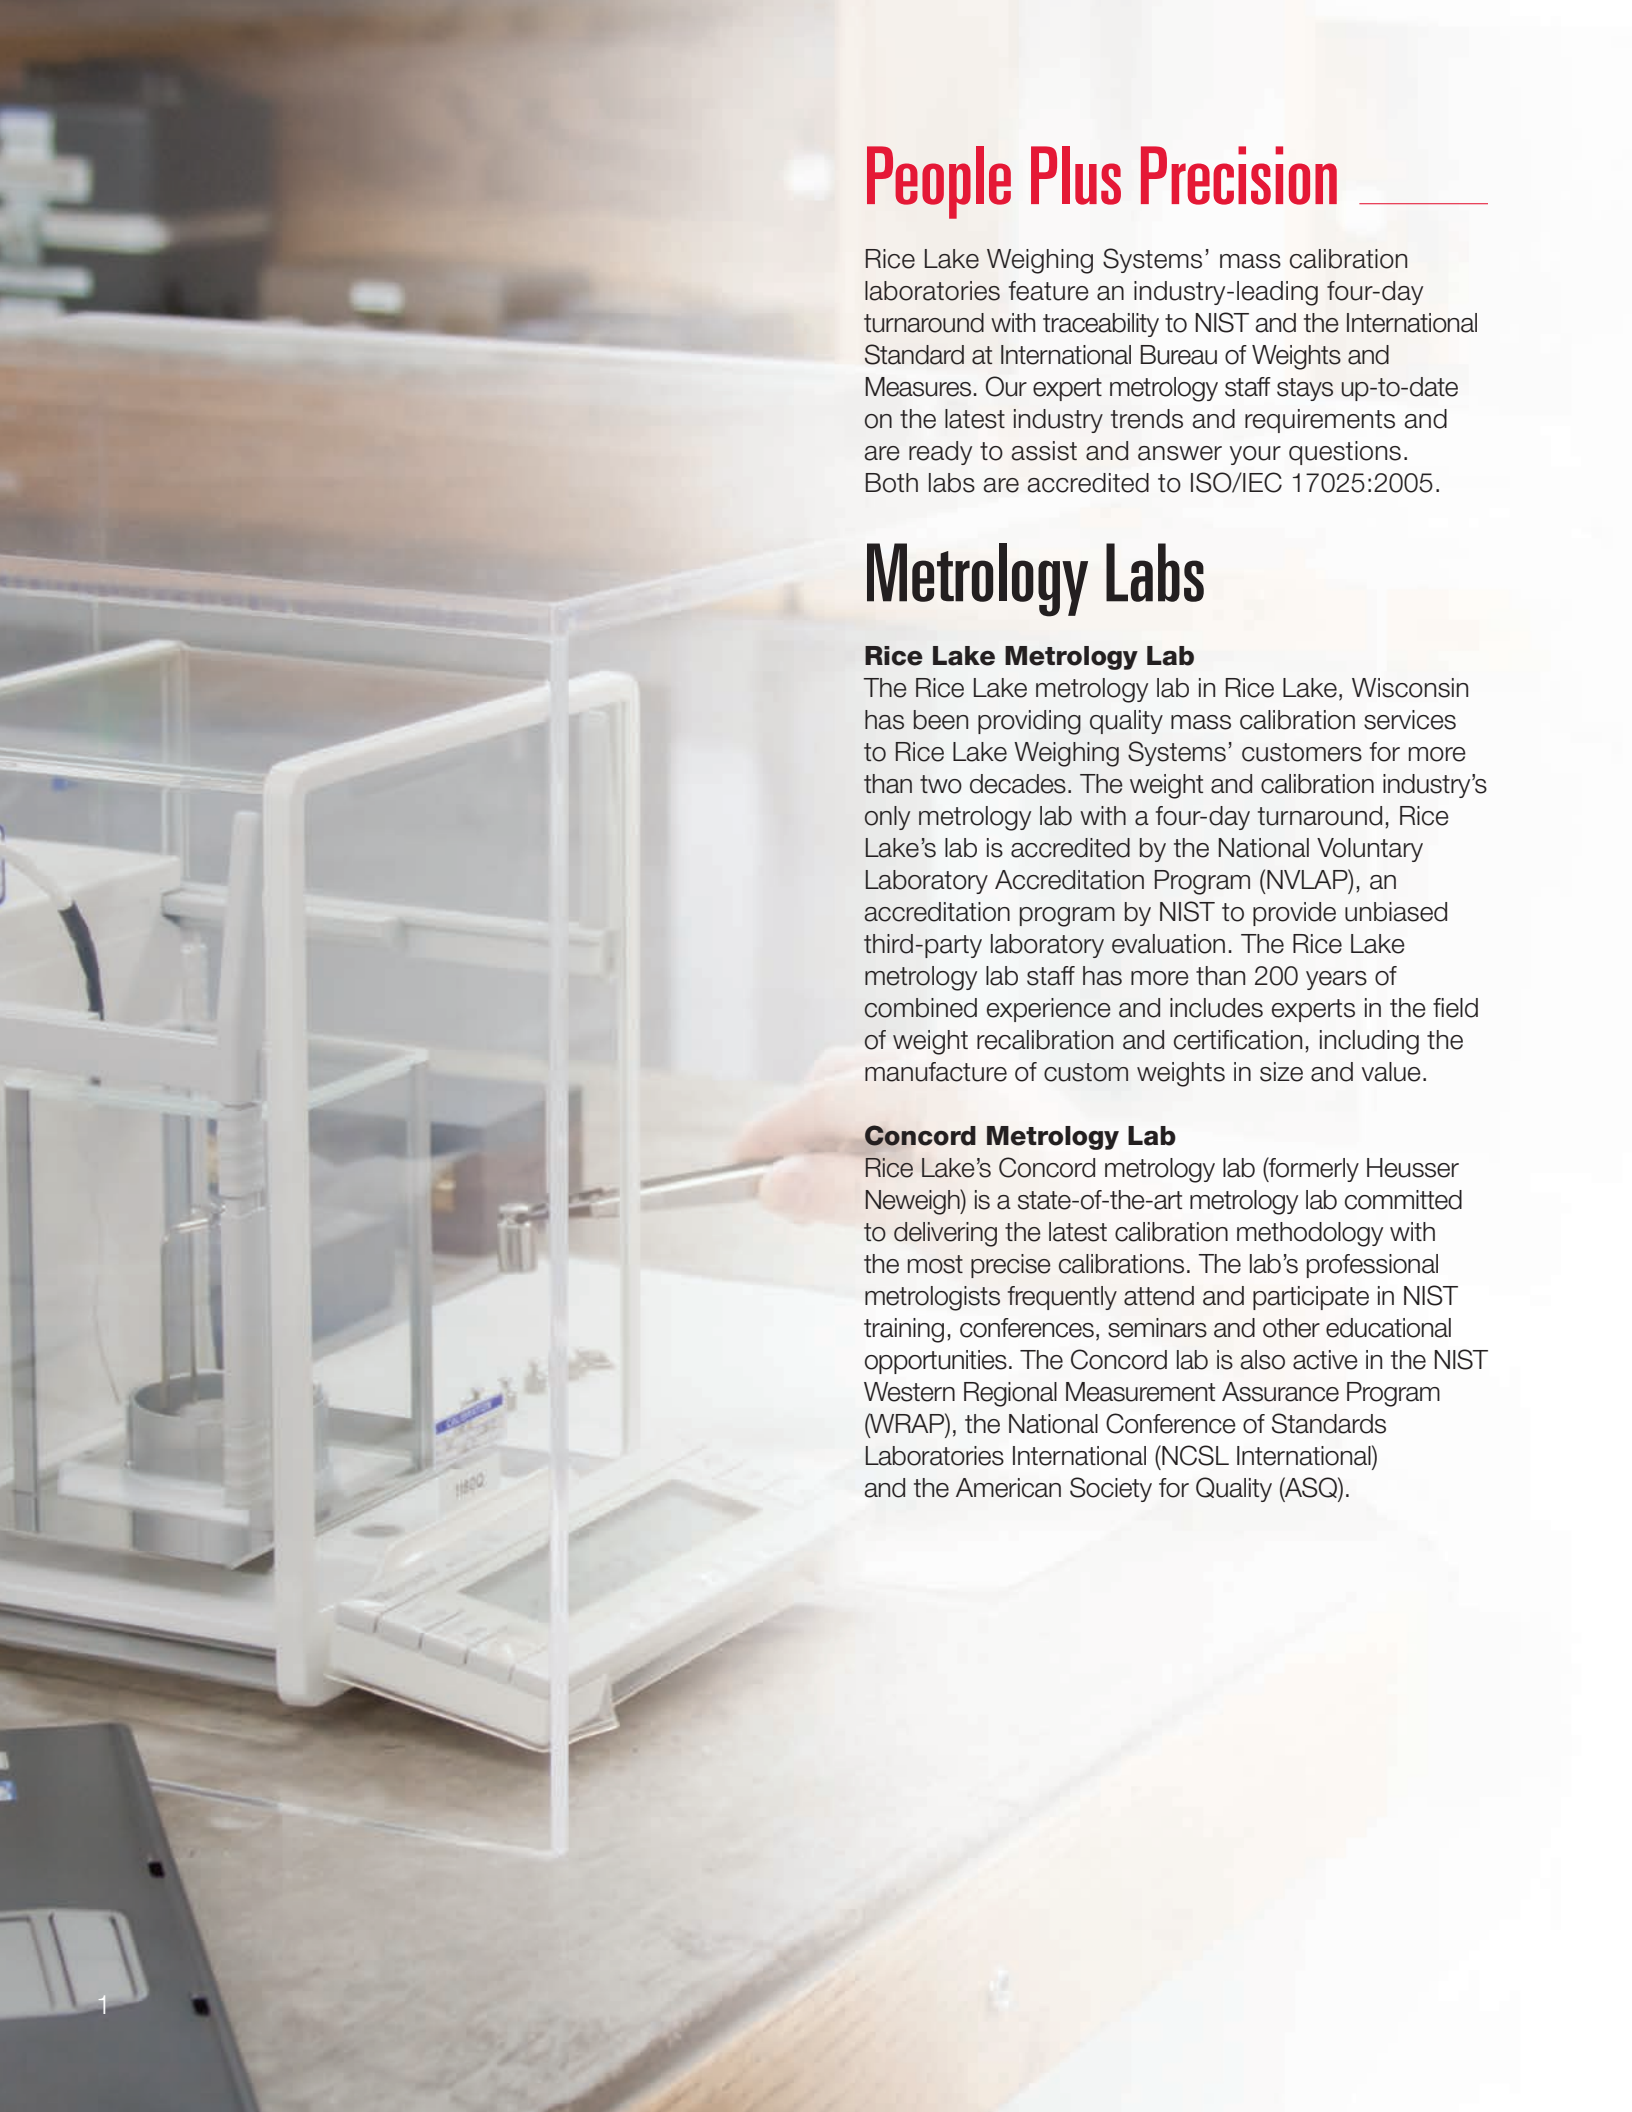 People Plus Precision
Rice Lake Weighing Systems’ mass calibration
laboratories feature an industry-leading four-day
turnaround with traceability to NIST and the International
Standard at International Bureau of Weights and
Measures. Our expert metrology staff stays up-to-date
on the latest industry trends and requirements and
are ready to assist and answer your questions.
Both labs are accredited to ISO/IEC 17025:2005.
Metrology Labs
Rice Lake Metrology Lab
The Rice Lake metrology lab in Rice Lake, Wisconsin
has been providing quality mass calibration services
to Rice Lake Weighing Systems’ customers for more
than two decades. The weight and calibration industry’s
only metrology lab with a four-day turnaround, Rice
Lake’s lab is accredited by the National Voluntary
Laboratory Accreditation Program (NVLAP), an
accreditation program by NIST to provide unbiased
third-party laboratory evaluation. The Rice Lake
metrology lab staff has more than 200 years of
combined experience and includes experts in the field
of weight recalibration and certification, including the
manufacture of custom weights in size and value.
Concord Metrology Lab
Rice Lake’s Concord metrology lab (formerly Heusser
Neweigh) is a state-of-the-art metrology lab committed
to delivering the latest calibration methodology with
the most precise calibrations. The lab’s professional
metrologists frequently attend and participate in NIST
training, conferences, seminars and other educational
opportunities. The Concord lab is also active in the NIST
Western Regional Measurement Assurance Program
(WRAP), the National Conference of Standards
Laboratories International (NCSL International)
and the American Society for Quality (ASQ).
CALIBRATION
1